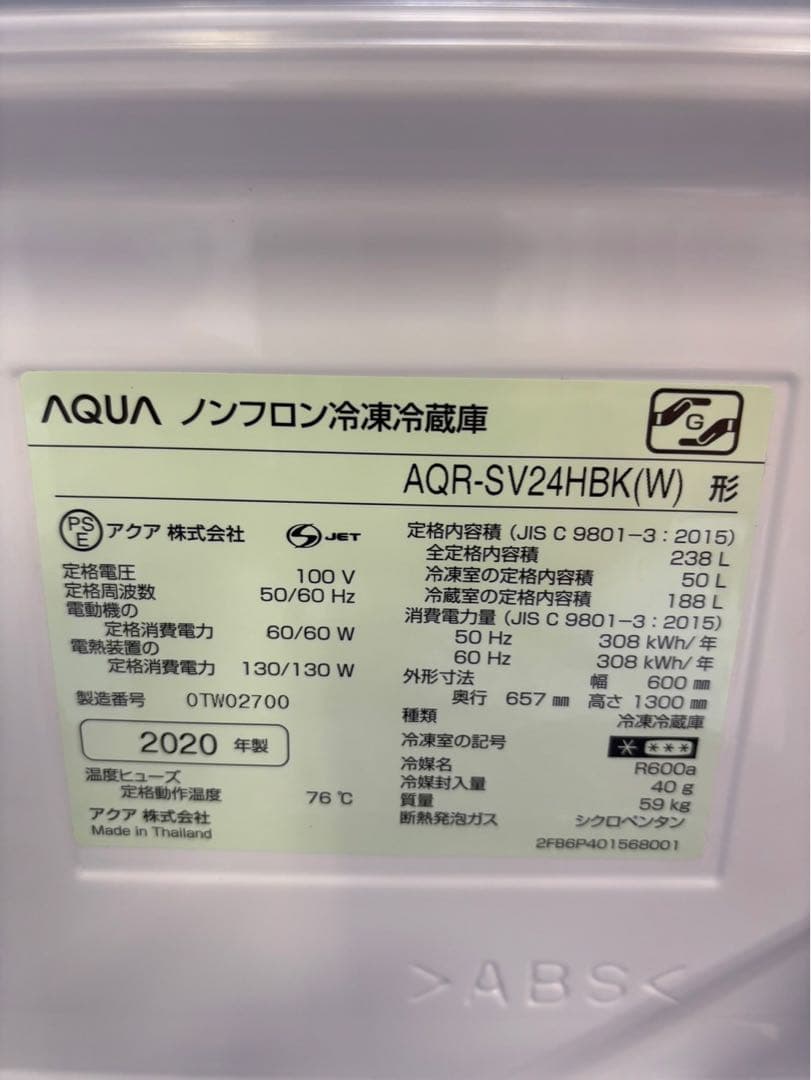 AQUA ノンフロン冷凍冷蔵庫
G
AQR-SV24HBK(W) 形
PS
E
アクア 株式会社
S JET
定格電圧 100 V
定格周波数 50/60 Hz
電動機の
定格消費電力 60/60 W
電熱装置の
定格消費電力 130/130 W
製造番号 0TW02700
2020 年製
温度ヒューズ
定格動作温度 76 ℃
アクア 株式会社
Made in Thailand
定格内容積 (JIS C 9801-3 : 2015)
全定格内容積 238 L
冷凍室の定格内容積 50 L
冷蔵室の定格内容積 188 L
消費電力量 (JIS C 9801-3 : 2015)
50 Hz 308 kWh/年
60 Hz 308 kWh/年
外形寸法 幅 600 ㎜
奥行 657 ㎜ 高さ 1300 ㎜
種類 冷凍冷蔵庫
冷凍室の記号 * ***
冷媒名 R600a
冷媒封入量 40 g
質量 59 kg
断熱発泡ガス シクロペンタン
2FB6P401568001
>ABS<